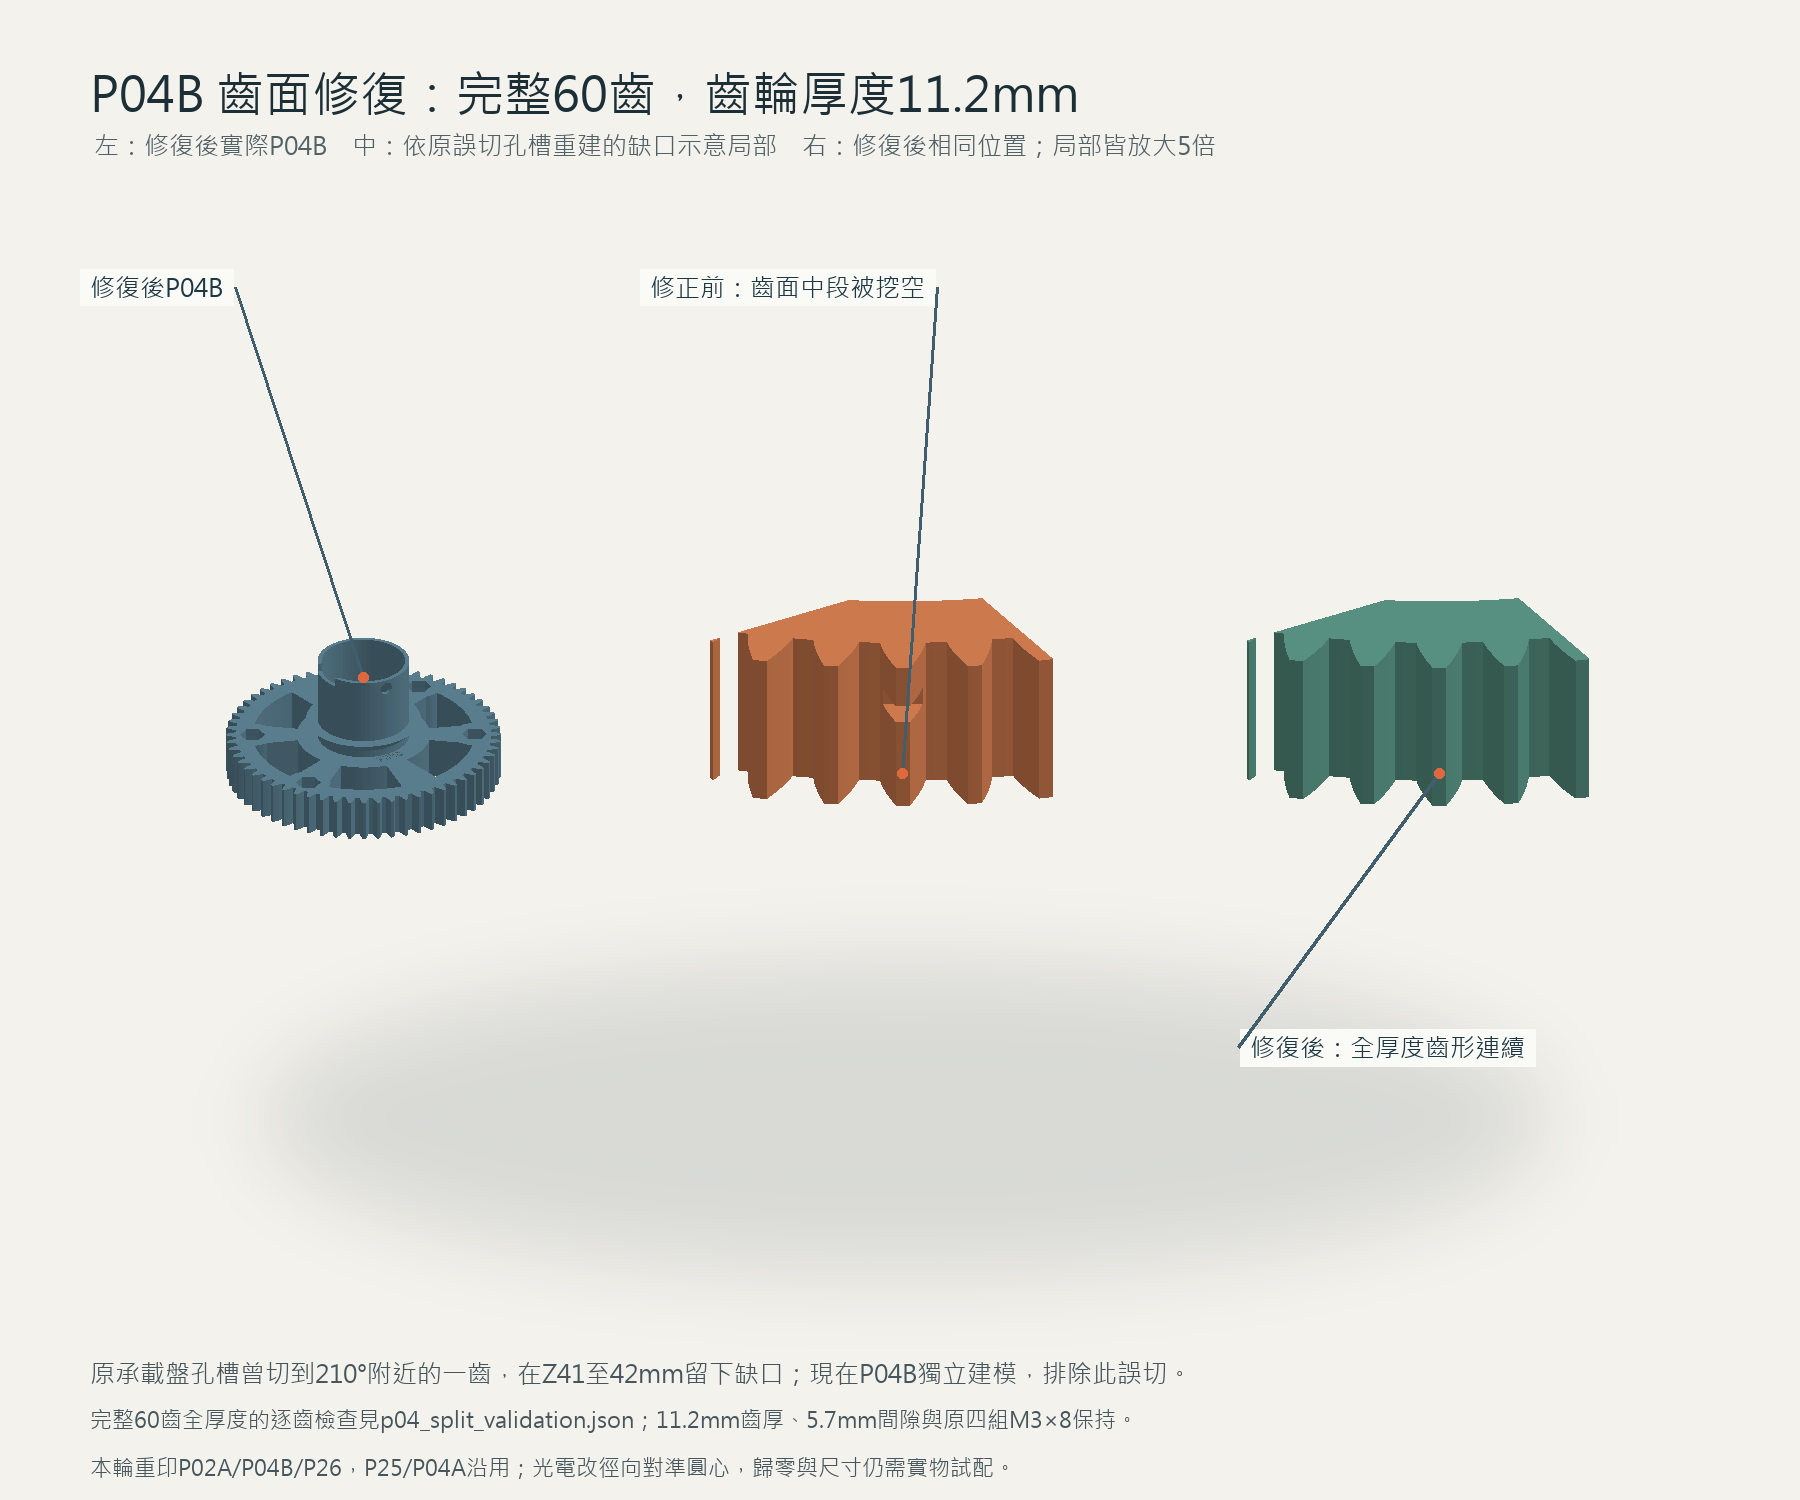 P04B 齒面修復：完整60齒，齒輪厚度11.2mm
左：修復後實際P04B　中：依原誤切孔槽重建的缺口示意局部　右：修復後相同位置；局部皆放大5倍
修復後P04B
修正前：齒面中段被挖空
修復後：全厚度齒形連續
原承載盤孔槽曾切到210°附近的一齒，在Z41至42mm留下缺口；現在P04B獨立建模，排除此誤切。
完整60齒全厚度的逐齒檢查見p04_split_validation.json；11.2mm齒厚、5.7mm間隙與原四組M3×8保持。
本輪重印P02A/P04B/P26，P25/P04A沿用；光電改徑向對準圓心，歸零與尺寸仍需實物試配。